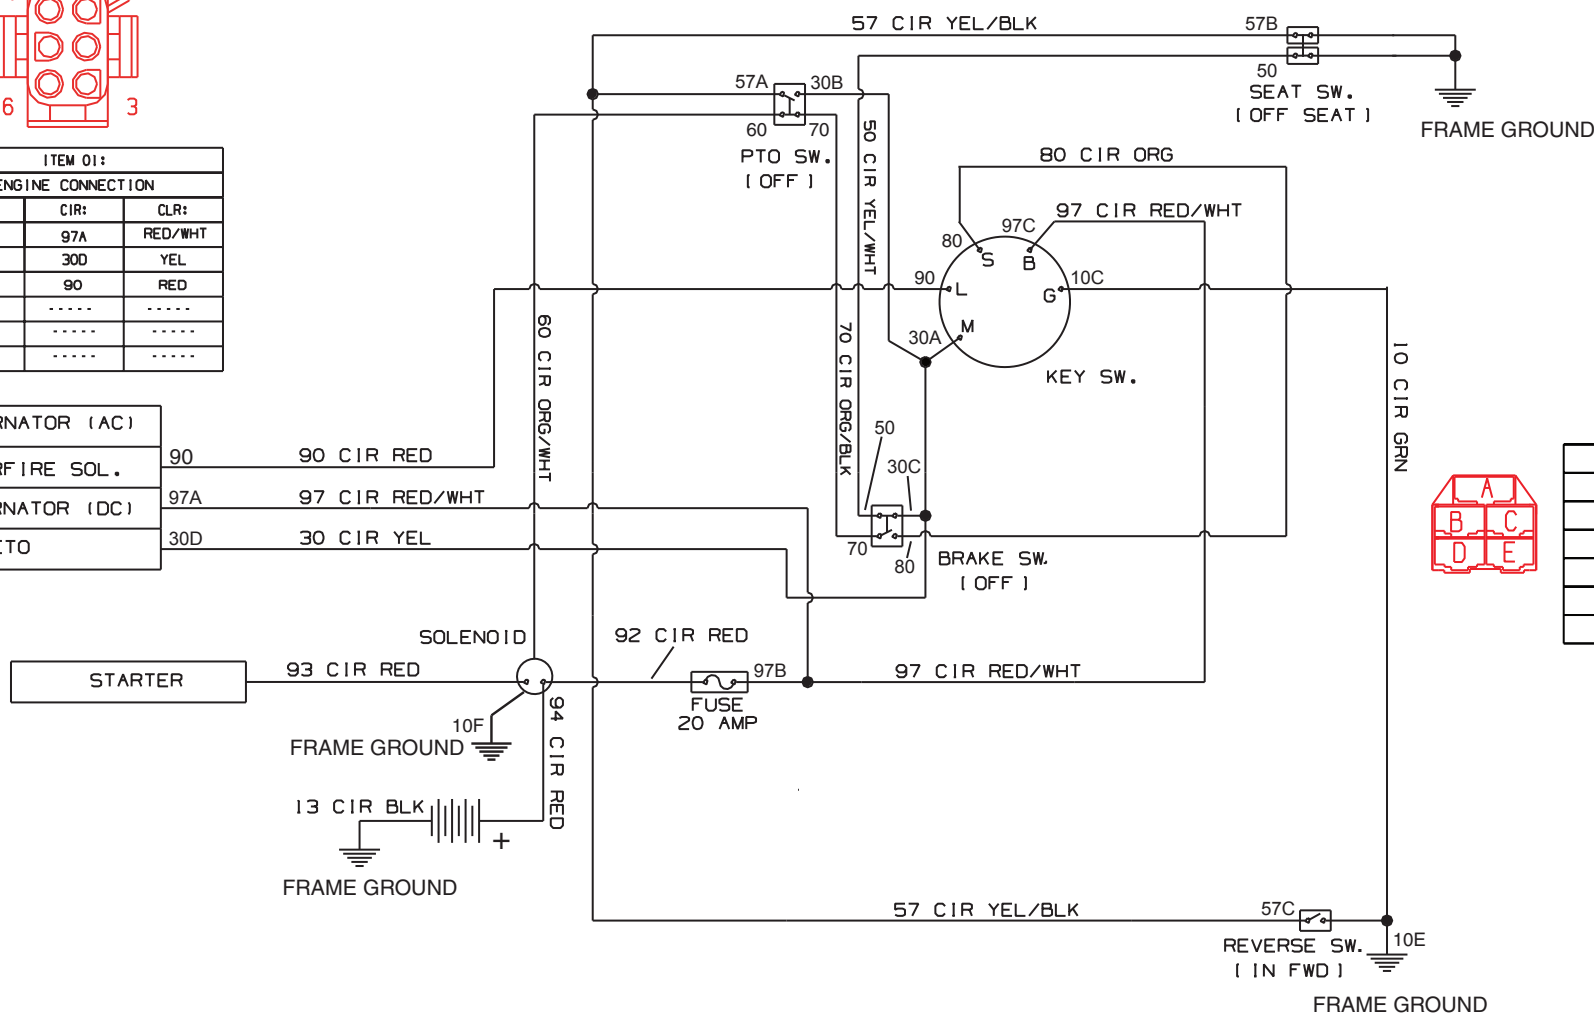 57 CIR YEL/BLK
57B
50
SEAT SW.
( OFF SEAT )
FRAME GROUND
57A
30B
60
70
PTO SW.
( OFF )
6
3
ITEM 01:
ENGINE CONNECTION
CIR:
CLR:
97A
RED/WHT
30D
YEL
90
RED
-----
-----
-----
-----
-----
-----
50 CIR YEL/WHT
80 CIR ORG
97 CIR RED/WHT
97C
80
S
B
90
L
G
10C
M
30A
KEY SW.
60 CIR ORG/WHT
70 CIR ORG/BLK
10 CIR GRN
RNATOR (AC)
RFIRE SOL.
90
90 CIR RED
RNATOR (DC)
97A
97 CIR RED/WHT
ETO
30D
30 CIR YEL
50
30C
70
80
BRAKE SW.
( OFF )
A
B
C
D
E
SOLENOID
92 CIR RED
STARTER
93 CIR RED
97B
97 CIR RED/WHT
FUSE
20 AMP
10F
FRAME GROUND
94 CIR RED
13 CIR BLK
+
FRAME GROUND
57 CIR YEL/BLK
57C
REVERSE SW.
( IN FWD )
10E
FRAME GROUND